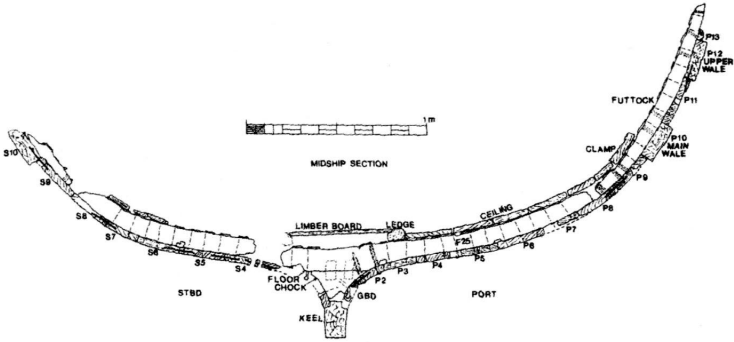 P13
P12
UPPER
WALE
P11
FUTTOCK
P10
MAIN
WALE
CLAMP
1m
MIDSHIP SECTION
S10
S9
S8
S7
S6
S5
S4
P9
P8
P7
P6
P5
P4
P3
P2
CEILING
LEDGE
LIMBER BOARD
F25
FLOOR
CHOCK
GBD
KEEL
STBD
PORT